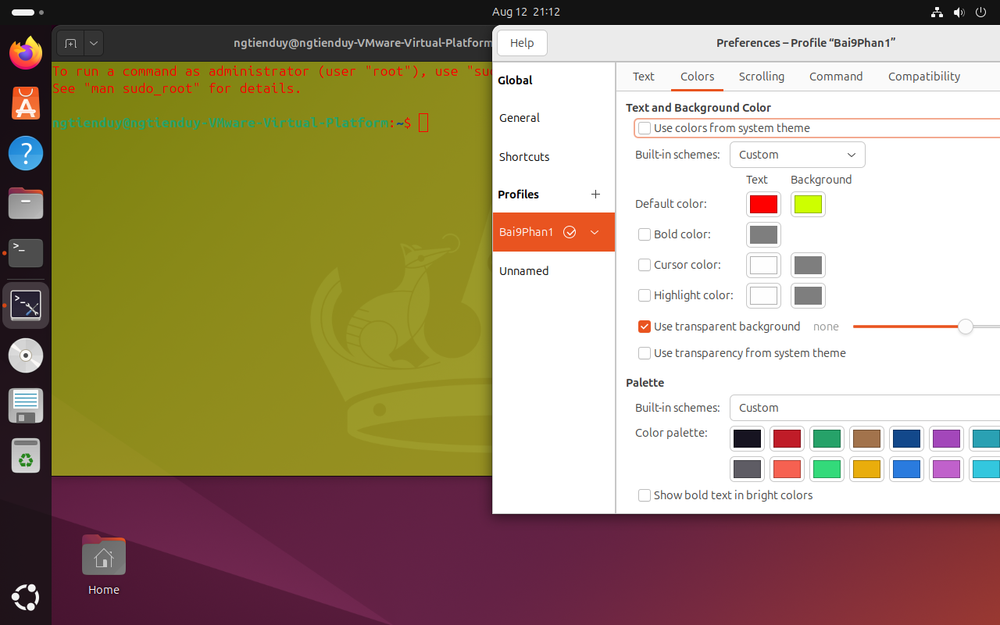 Aug 12 21:12
ngtienduy@ngtienduy-VMware-Virtual-Platform
To run a command as administrator (user "root"), use "sud
See "man sudo_root" for details.
ngtienduy@ngtienduy-VMware-Virtual-Platform:~$
Help
Preferences – Profile “Bai9Phan1”
Global
General
Shortcuts
Profiles
Bai9Phan1
Unnamed
Text Colors Scrolling Command Compatibility
Text and Background Color
Use colors from system theme
Built-in schemes: Custom
Text Background
Default color:
Bold color:
Cursor color:
Highlight color:
Use transparent background none
Use transparency from system theme
Palette
Built-in schemes: Custom
Color palette:
Show bold text in bright colors
Home